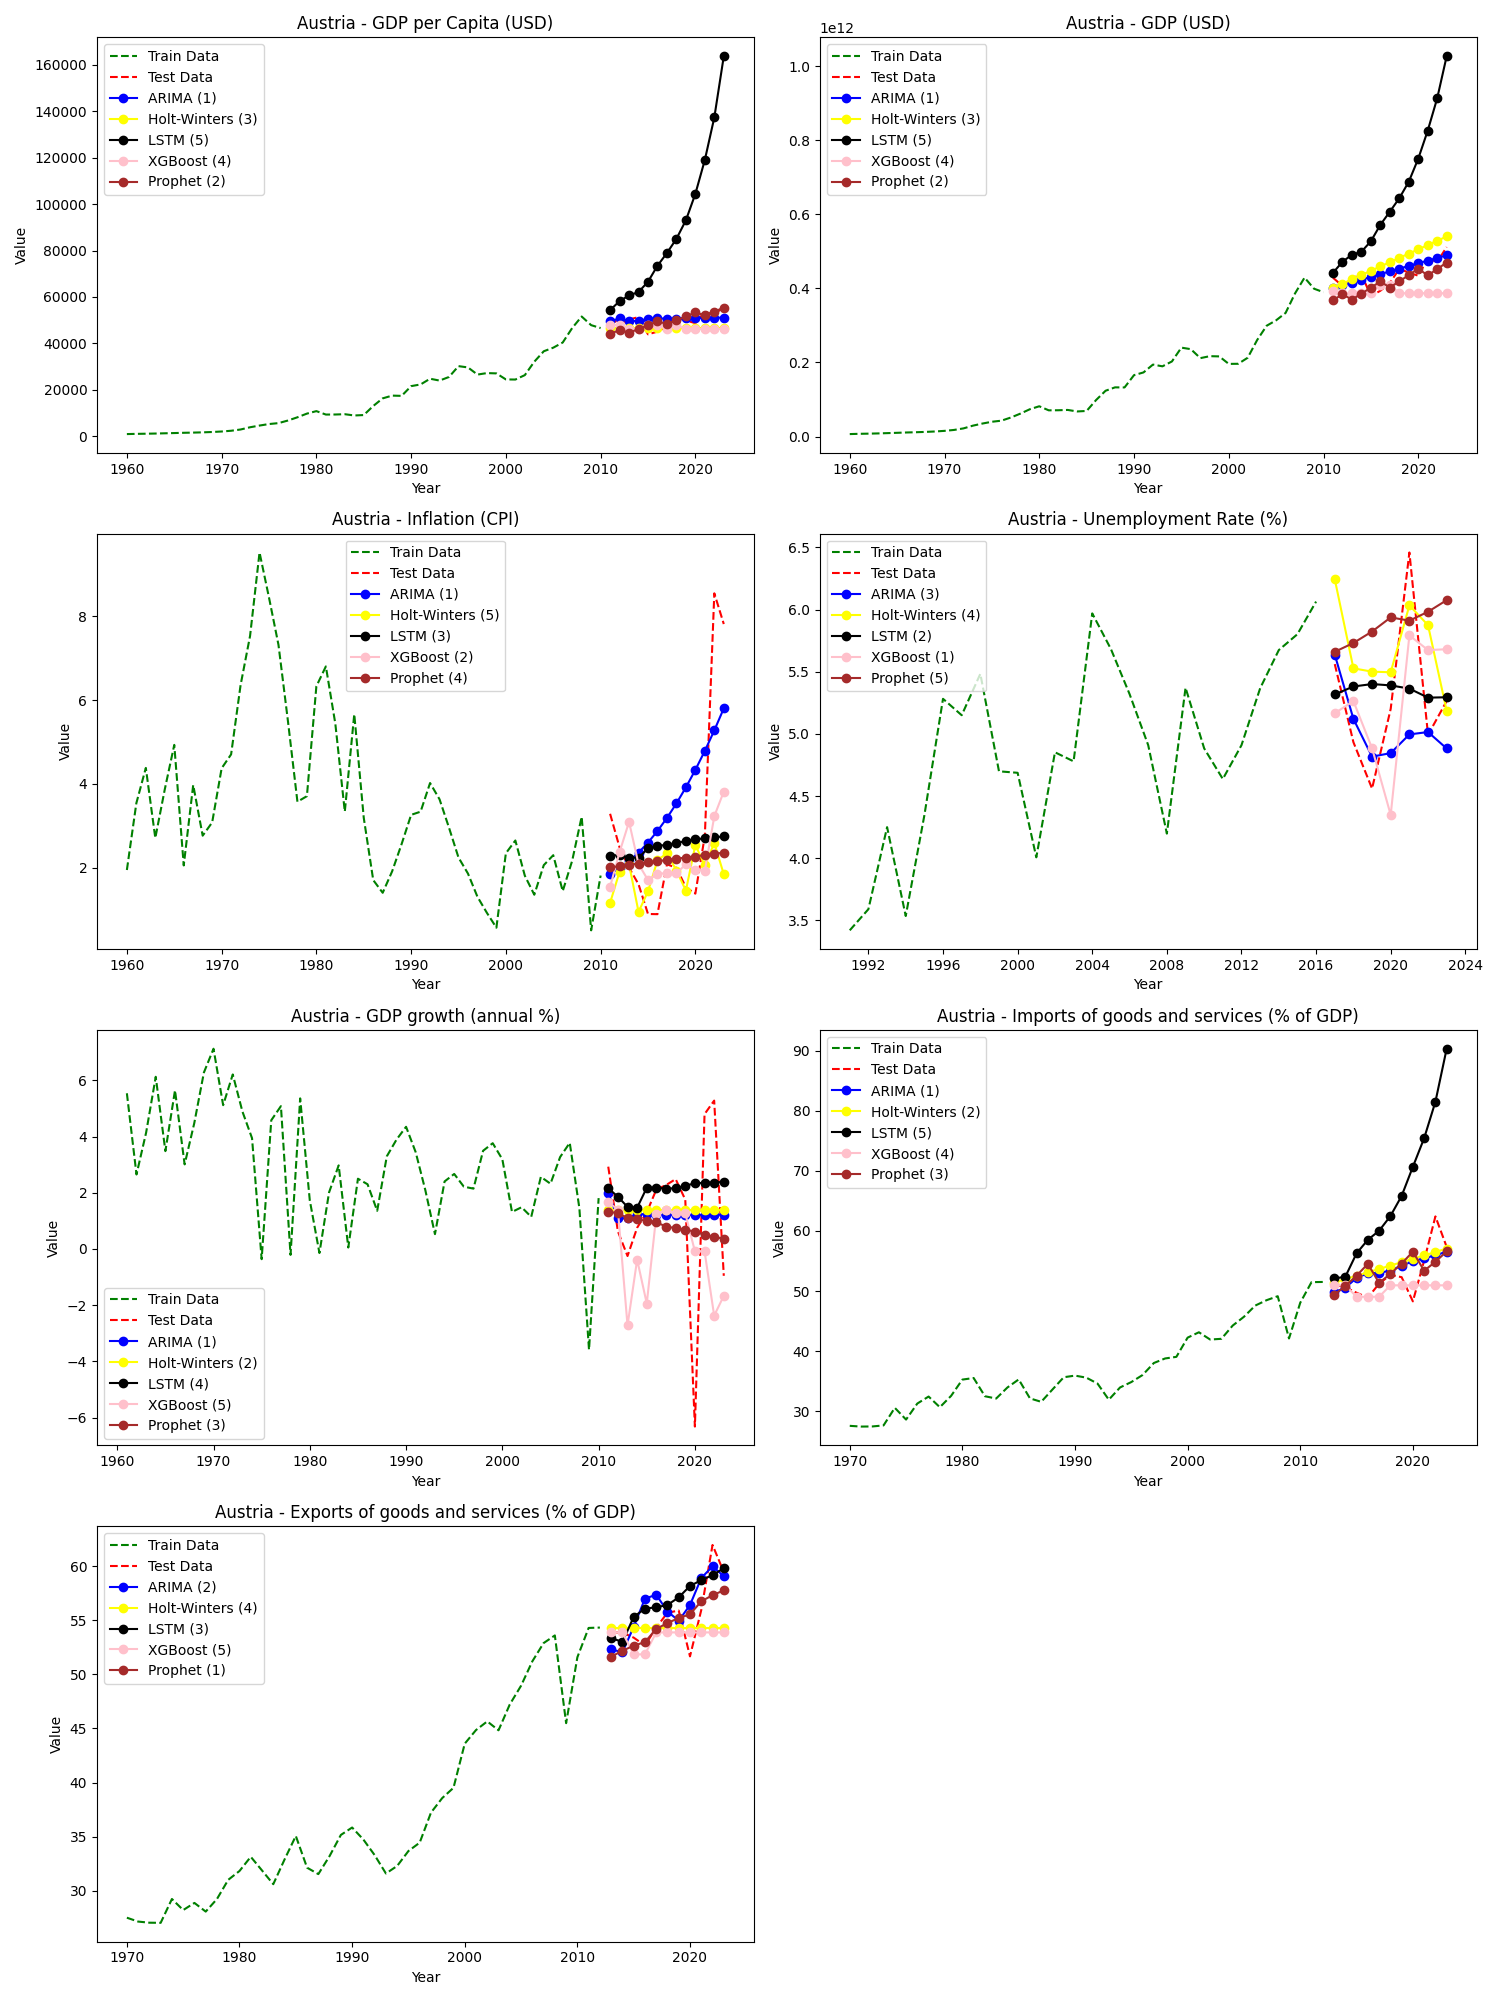 Austria - GDP per Capita (USD)
Train Data
Test Data
ARIMA (1)
Holt-Winters (3)
LSTM (5)
XGBoost (4)
Prophet (2)
160000
140000
120000
100000
80000
60000
40000
20000
0
Value
1960 1970 1980 1990 2000 2010 2020
Year
Austria - GDP (USD)
1e12
Train Data
Test Data
ARIMA (1)
Holt-Winters (3)
LSTM (5)
XGBoost (4)
Prophet (2)
1.0
0.8
0.6
0.4
0.2
0.0
Value
1960 1970 1980 1990 2000 2010 2020
Year
Austria - Inflation (CPI)
Train Data
Test Data
ARIMA (1)
Holt-Winters (5)
LSTM (3)
XGBoost (2)
Prophet (4)
8
6
4
2
Value
1960 1970 1980 1990 2000 2010 2020
Year
Austria - Unemployment Rate (%)
Train Data
Test Data
ARIMA (3)
Holt-Winters (4)
LSTM (2)
XGBoost (1)
Prophet (5)
6.5
6.0
5.5
5.0
4.5
4.0
3.5
Value
1992 1996 2000 2004 2008 2012 2016 2020 2024
Year
Austria - GDP growth (annual %)
6
4
2
0
−2
−4
−6
Value
Train Data
Test Data
ARIMA (1)
Holt-Winters (2)
LSTM (4)
XGBoost (5)
Prophet (3)
1960 1970 1980 1990 2000 2010 2020
Year
Austria - Imports of goods and services (% of GDP)
Train Data
Test Data
ARIMA (1)
Holt-Winters (2)
LSTM (5)
XGBoost (4)
Prophet (3)
90
80
70
60
50
40
30
Value
1970 1980 1990 2000 2010 2020
Year
Austria - Exports of goods and services (% of GDP)
Train Data
Test Data
ARIMA (2)
Holt-Winters (4)
LSTM (3)
XGBoost (5)
Prophet (1)
60
55
50
45
40
35
30
Value
1970 1980 1990 2000 2010 2020
Year